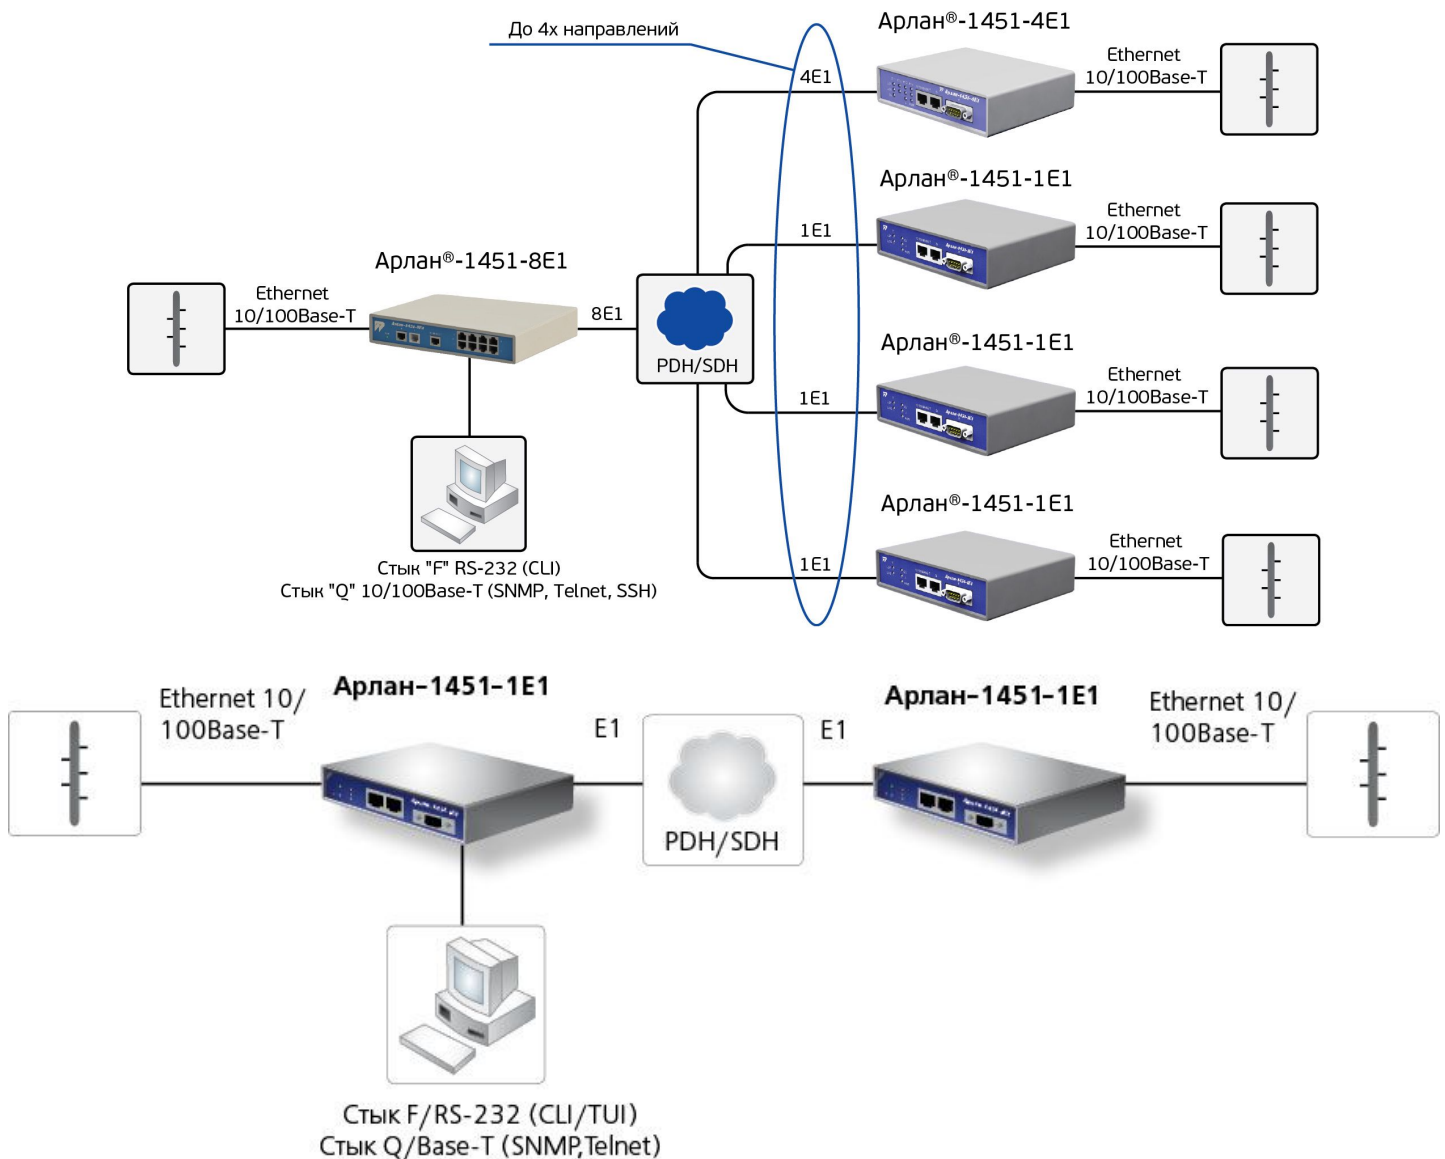 До 4х направлений
Арлан®-1451-4E1
4E1
Ethernet
10/100Base-T
Арлан®-1451-1E1
1E1
Ethernet
10/100Base-T
Арлан®-1451-8E1
Ethernet
10/100Base-T
8E1
PDH/SDH
Арлан®-1451-1E1
1E1
Ethernet
10/100Base-T
Арлан®-1451-1E1
1E1
Ethernet
10/100Base-T
Стык "F" RS-232 (CLI)
Стык "Q" 10/100Base-T (SNMP, Telnet, SSH)
Арлан-1451-1E1
Арлан-1451-1E1
Ethernet 10/
100Base-T
E1
E1
Ethernet 10/
100Base-T
PDH/SDH
Стык F/RS-232 (CLI/TUI)
Стык Q/Base-T (SNMP,Telnet)